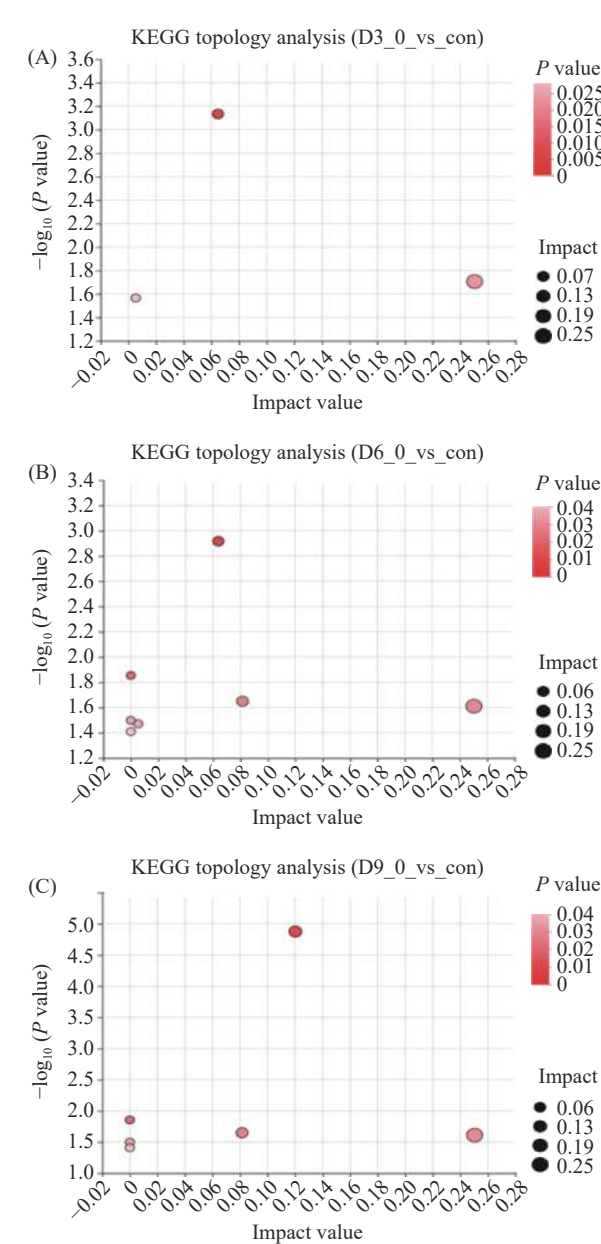 KEGG topology analysis (D3_0_vs_con)
(A)
3.6
3.4
3.2
3.0
2.8
2.6
2.4
2.2
2.0
1.8
1.6
1.4
1.2
−log₁₀ (P value)
−0.02 0 0.02 0.04 0.06 0.08 0.10 0.12 0.14 0.16 0.18 0.20 0.22 0.24 0.25 0.26 0.28
Impact value
P value
0.025
0.020
0.015
0.010
0.005
0
Impact
0.07
0.13
0.19
0.25
KEGG topology analysis (D6_0_vs_con)
(B)
3.4
3.2
3.0
2.8
2.6
2.4
2.2
2.0
1.8
1.6
1.4
1.2
−log₁₀ (P value)
−0.02 0 0.02 0.04 0.06 0.08 0.10 0.12 0.14 0.16 0.18 0.20 0.22 0.24 0.26 0.28
Impact value
P value
0.04
0.03
0.02
0.01
0
Impact
0.06
0.13
0.19
0.25
KEGG topology analysis (D9_0_vs_con)
(C)
5.0
4.5
4.0
3.5
3.0
2.5
2.0
1.5
1.0
−log₁₀ (P value)
−0.02 0 0.02 0.04 0.06 0.08 0.10 0.12 0.14 0.16 0.18 0.20 0.22 0.24 0.26 0.28
Impact value
P value
0.04
0.03
0.02
0.01
0
Impact
0.06
0.13
0.19
0.25